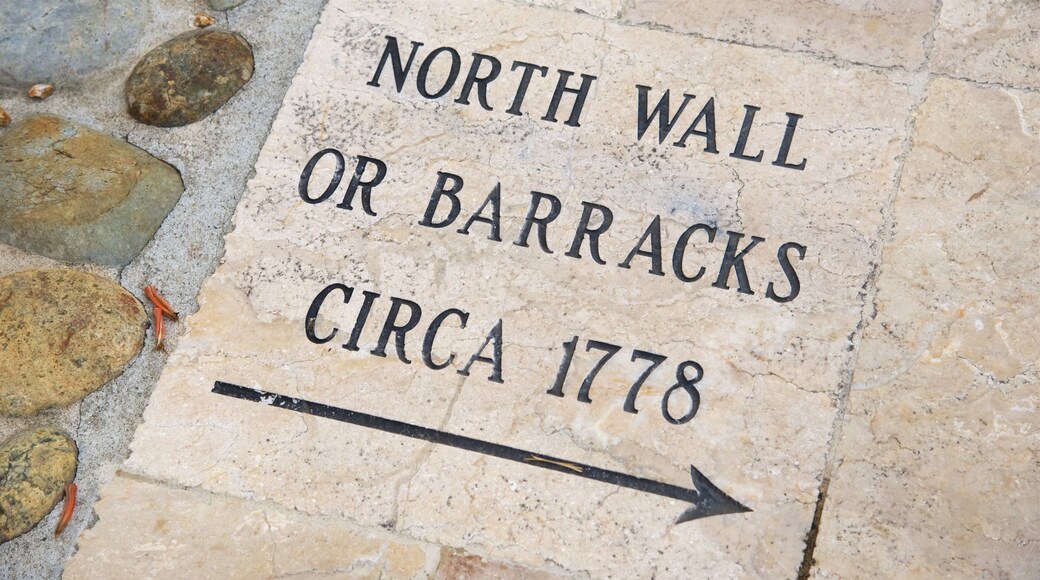 NORTH WALL
OR BARRACKS
CIRCA 1778